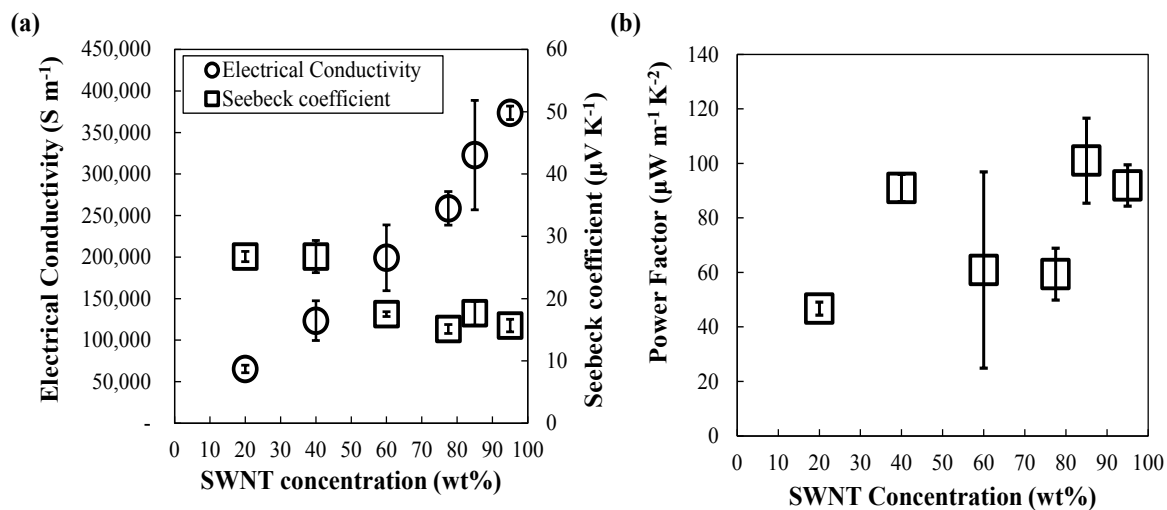 (a)
450,000
400,000
350,000
300,000
250,000
200,000
150,000
100,000
50,000
-
Electrical Conductivity (S m-1)
Electrical Conductivity
Seebeck coefficient
60
50
40
30
20
10
0
Seebeck coefficient (µV K-1)
0 10 20 30 40 50 60 70 80 90 100
SWNT concentration (wt%)
(b)
140
120
100
80
60
40
20
0
Power Factor (µW m-1 K-2)
0 10 20 30 40 50 60 70 80 90 100
SWNT Concentration (wt%)